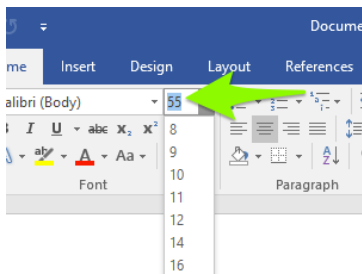 Docume
me Insert Design Layout References
alibri (Body) 55
I U abc X₂ X²
A Aa
8
9
10
11
12
14
16
Font Paragraph